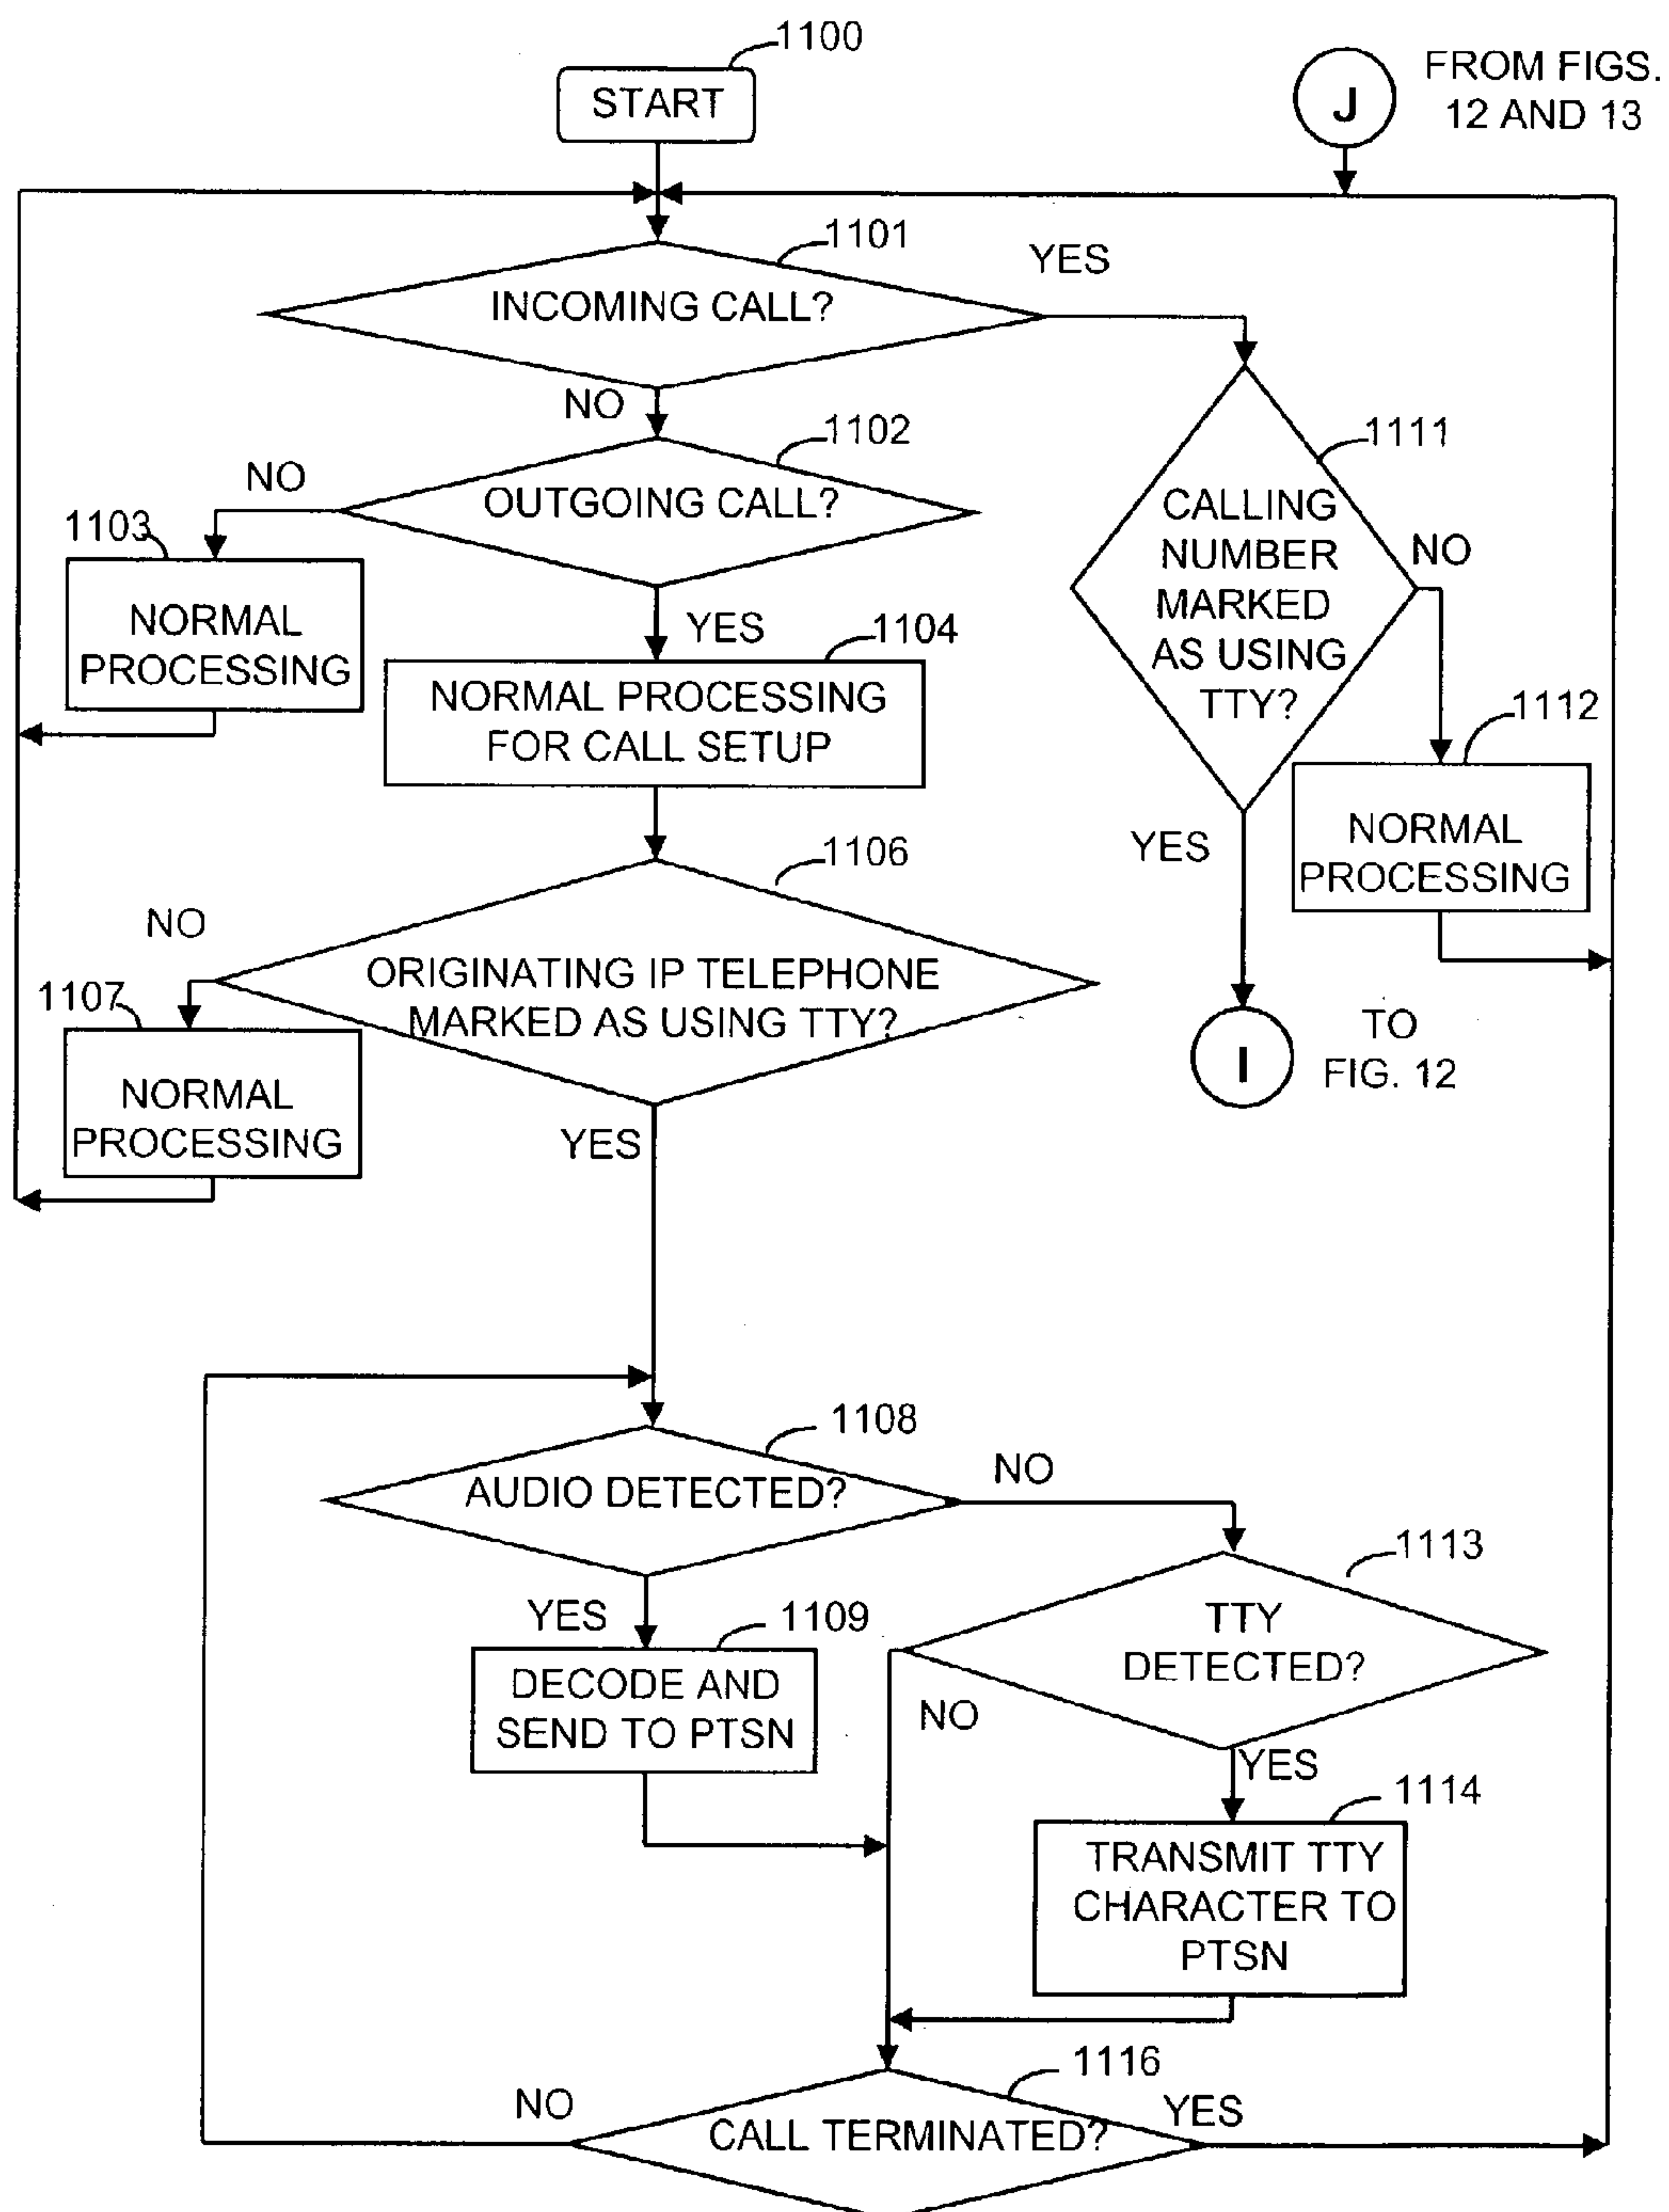 1100
START
J
FROM FIGS.
12 AND 13
1101
YES
INCOMING CALL?
NO
1102
NO
OUTGOING CALL?
1111
CALLING
NUMBER
MARKED
AS USING
TTY?
NO
1103
NORMAL
PROCESSING
YES
1104
NORMAL PROCESSING
FOR CALL SETUP
1112
NORMAL
PROCESSING
YES
1106
NO
ORIGINATING IP TELEPHONE
MARKED AS USING TTY?
1107
NORMAL
PROCESSING
I
TO
FIG. 12
YES
1108
AUDIO DETECTED?
NO
1113
TTY
DETECTED?
YES
1109
DECODE AND
SEND TO PTSN
NO
YES
1114
TRANSMIT TTY
CHARACTER TO
PTSN
1116
NO
CALL TERMINATED?
YES